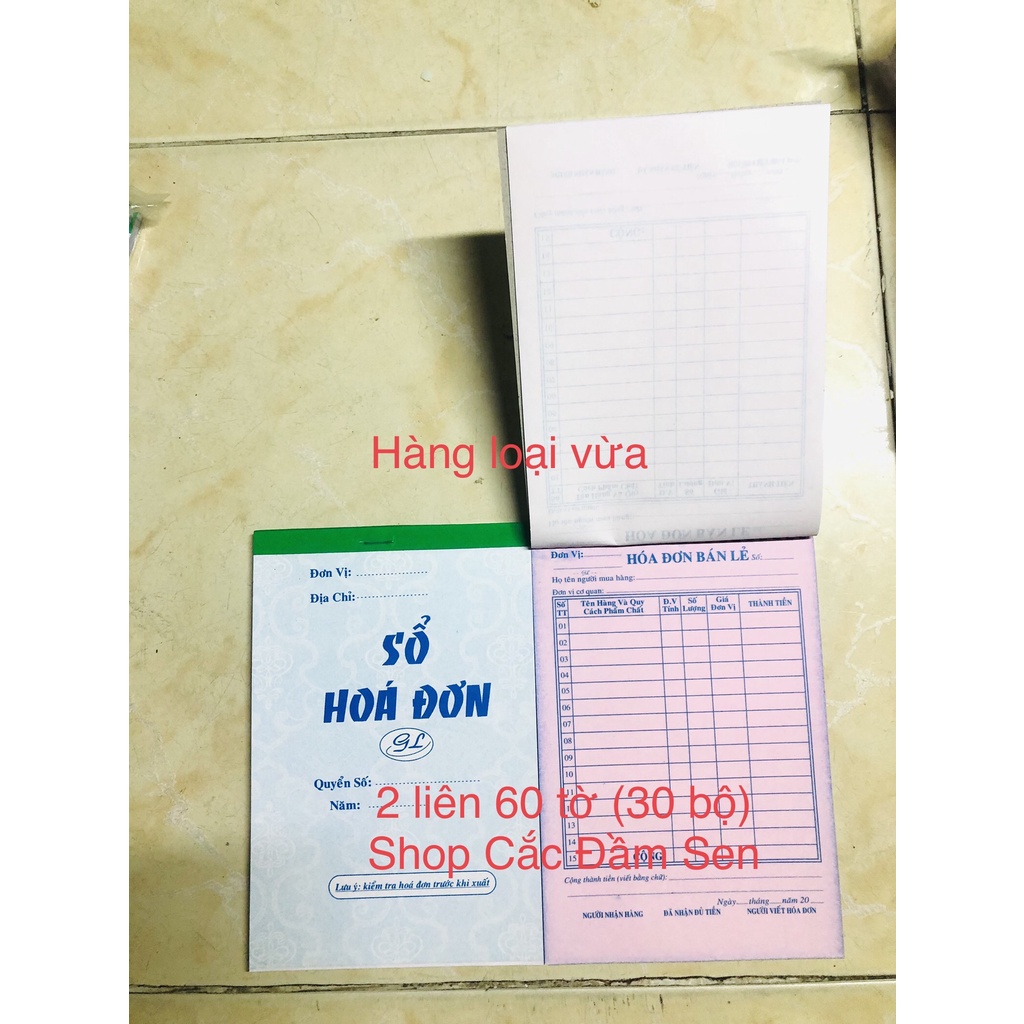 Hàng loại vừa
Đơn Vị:
Địa Chỉ:
SỔ
HOÁ ĐƠN
GL
Quyển Số:
Năm:
2 liên 60 tờ (30 bộ)
Shop Cắc Đầm Sen
Lưu ý: kiểm tra hoá đơn trước khi xuất
Đơn Vị:
HÓA ĐƠN BÁN LẺ Số:
Họ tên người mua hàng:
Đơn vị cơ quan:
Số TT Tên Hàng Và Quy Cách Phẩm Chất Đ.V Tính Số Lượng Giá Đơn Vị THÀNH TIỀN
01
02
03
04
05
06
07
08
09
10
11
13
14
15 CỘNG
Cộng thành tiền (viết bằng chữ):
Ngày tháng năm 20
NGƯỜI NHẬN HÀNG ĐÃ NHẬN ĐỦ TIỀN NGƯỜI VIẾT HÓA ĐƠN